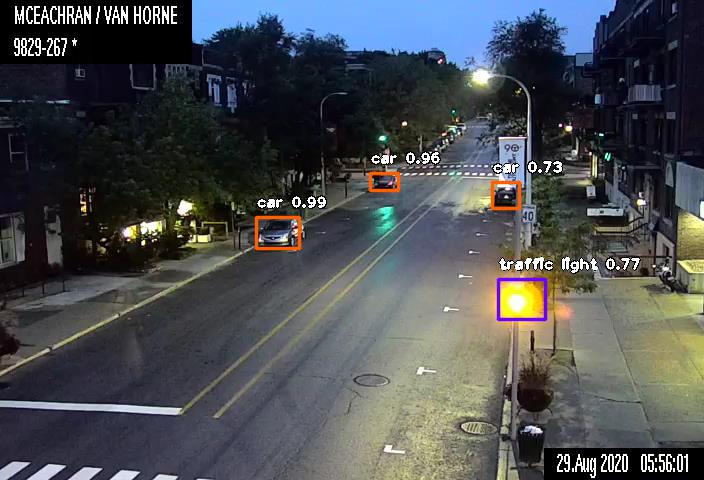 MCEACHRAN / VAN HORNE
9829-267 *
car 0.96
car 0.73
car 0.99
40
traffic light 0.77
29.Aug 2020 05:56:01